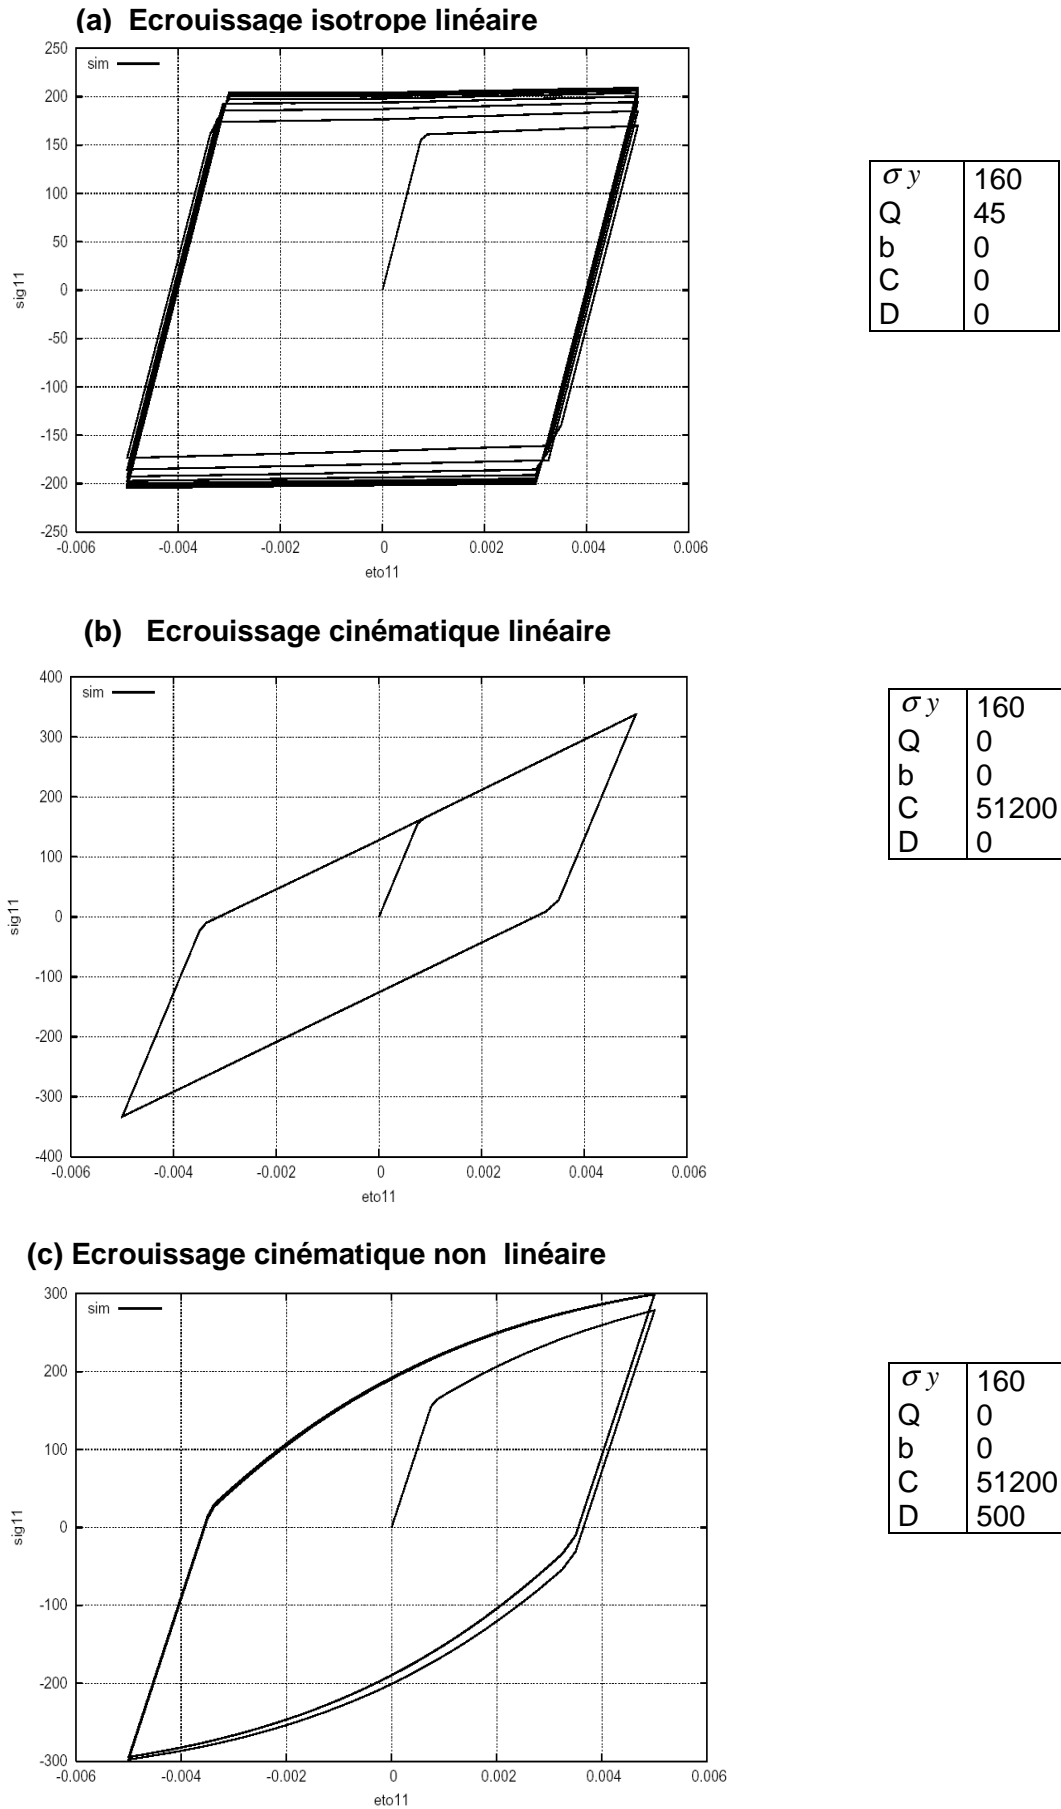 (a) Ecrouissage isotrope linéaire
250
200
150
100
50
0
-50
-100
-150
-200
-250
sim
sig11
-0.006
-0.004
-0.002
0
0.002
0.004
0.006
eto11
σ y 160
Q 45
b 0
C 0
D 0
(b) Ecrouissage cinématique linéaire
400
300
200
100
0
-100
-200
-300
-400
sim
sig11
-0.006
-0.004
-0.002
0
0.002
0.004
0.006
eto11
σ y 160
Q 0
b 0
C 51200
D 0
(c) Ecrouissage cinématique non linéaire
300
200
100
0
-100
-200
-300
sim
sig11
-0.006
-0.004
-0.002
0
0.002
0.004
0.006
eto11
σ y 160
Q 0
b 0
C 51200
D 500